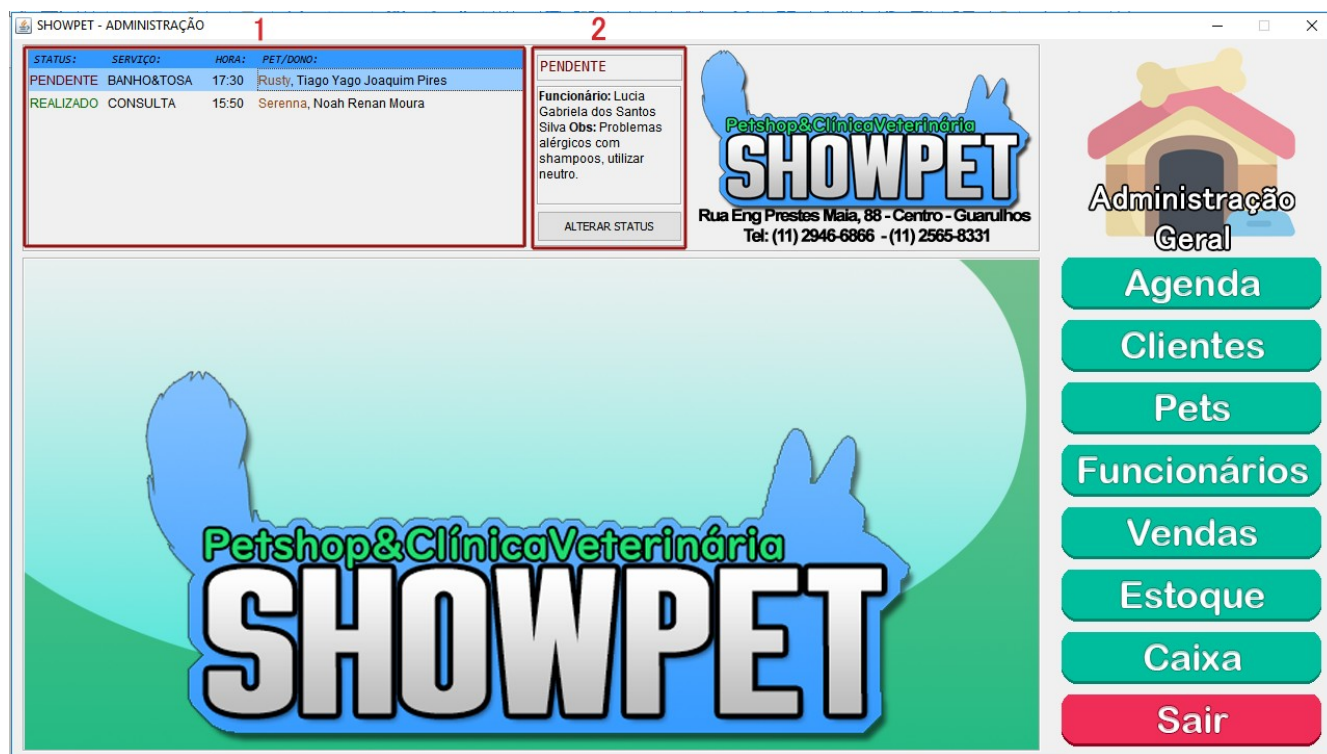 SHOWPET - ADMINISTRAÇÃO
1
2
STATUS: SERVIÇO: HORA: PET/DONO:
PENDENTE BANHO&TOSA 17:30 Rusty, Tiago Yago Joaquim Pires
REALIZADO CONSULTA 15:50 Serenna, Noah Renan Moura
PENDENTE
Funcionário: Lucia
Gabriela dos Santos
Silva Obs: Problemas
alérgicos com
shampoos, utilizar
neutro.
ALTERAR STATUS
Petshop&ClínicaVeterinária
SHOWPET
Rua Eng Prestes Maia, 88 - Centro - Guarulhos
Tel: (11) 2946-6866 - (11) 2565-8331
Administração
Geral
Agenda
Clientes
Pets
Funcionários
Vendas
Estoque
Caixa
Sair
Petshop&ClínicaVeterinária
SHOWPET